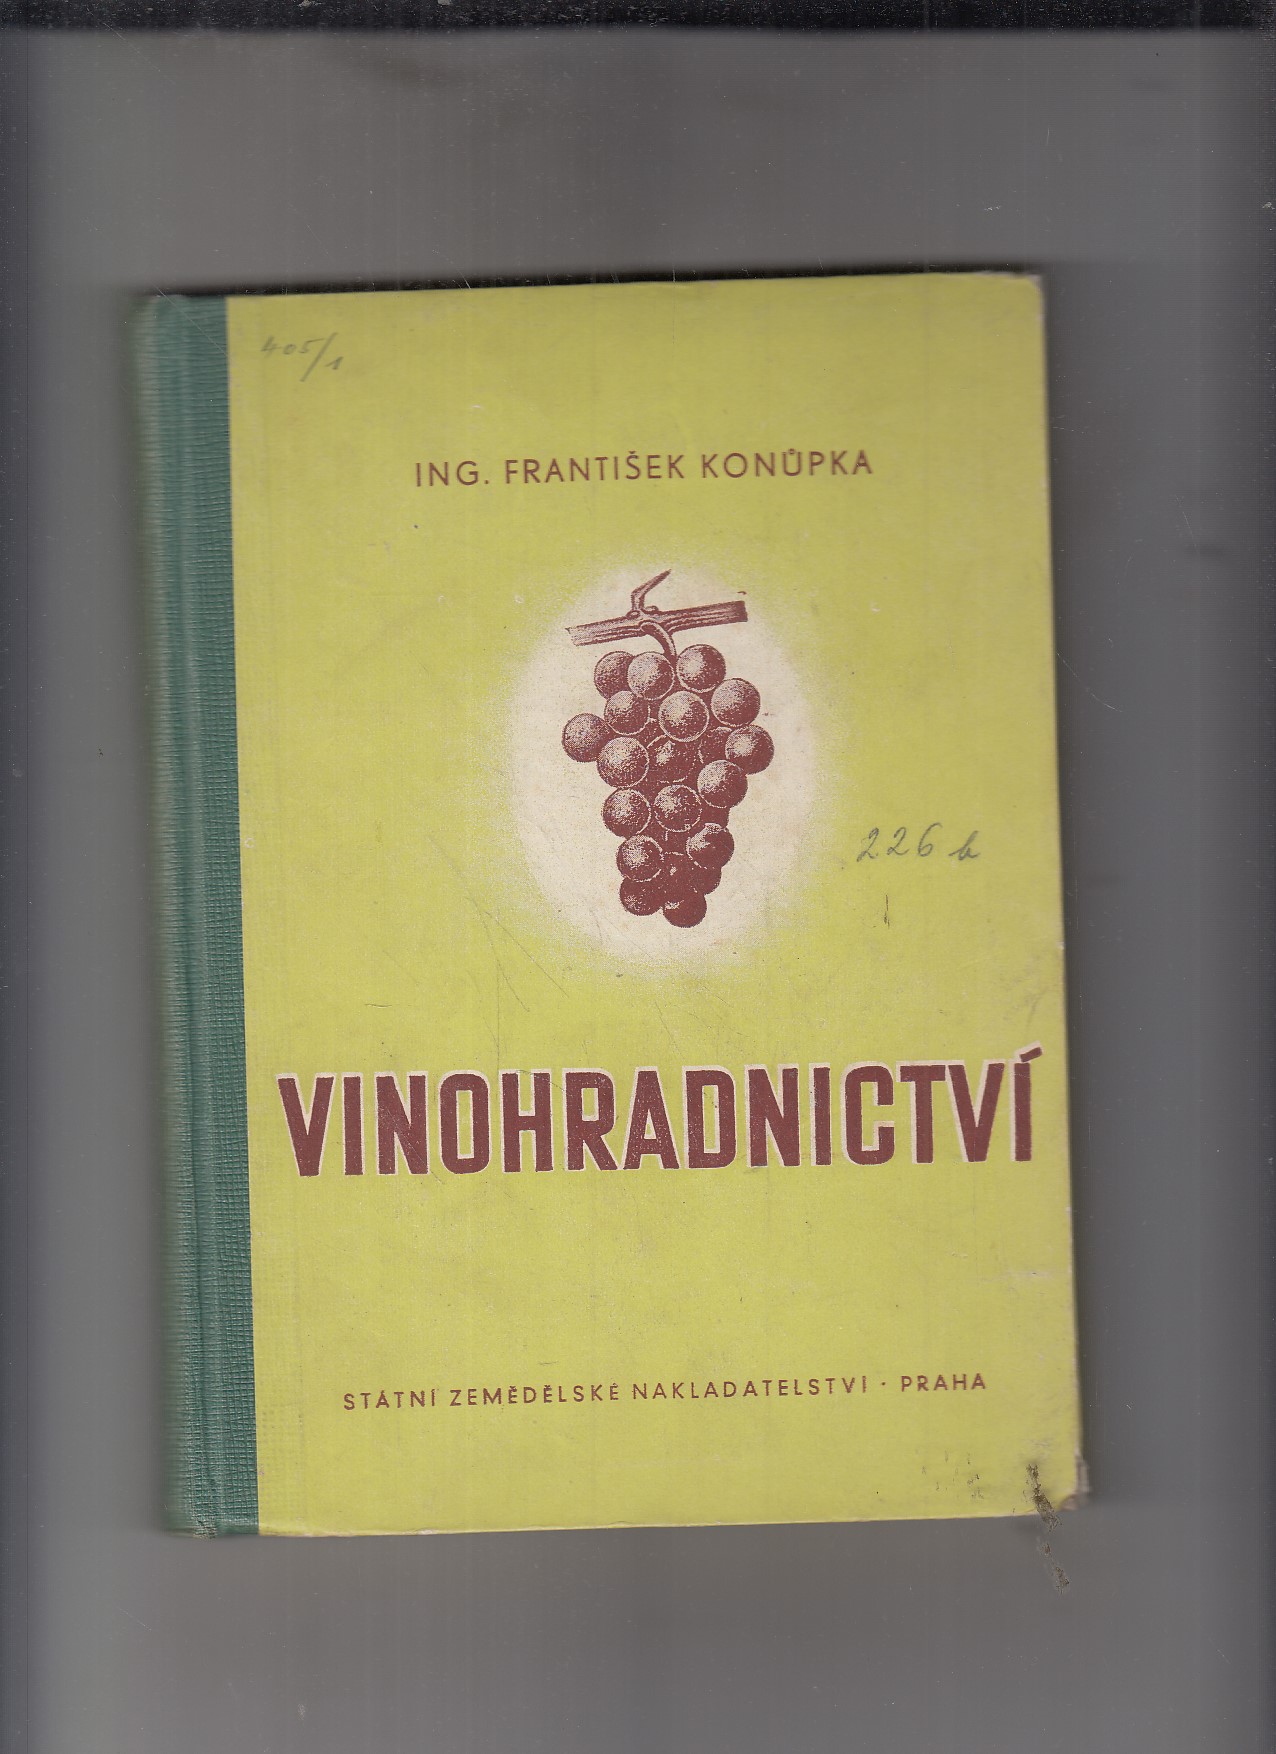 405/1
ING. FRANTIŠEK KONŮPKA
226 b
VINOHRADNICTVÍ
STÁTNÍ ZEMĚDĚLSKÉ NAKLADATELSTVÍ · PRAHA